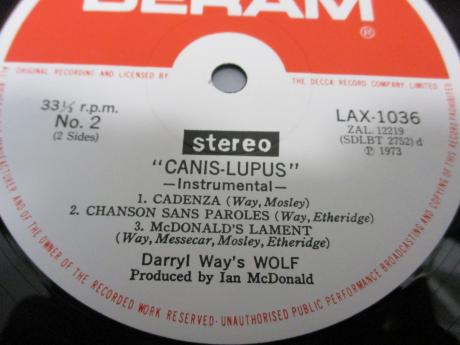 DERAM
®
ORIGINAL RECORDING AND LICENSED BY THE DECCA RECORD COMPANY LIMITED
33⅓ r.p.m.
No. 2
(2 Sides)
LAX-1036
ZAL. 12219
(SDLBT 2752) d
Ⓟ 1973
stereo
"CANIS-LUPUS"
—Instrumental—
1. CADENZA (Way, Mosley)
2. CHANSON SANS PAROLES (Way, Etheridge)
3. McDONALD'S LAMENT
(Way, Messecar, Mosley, Etheridge)
Darryl Way's WOLF
Produced by Ian McDonald
OWNER OF THE RECORDED WORK RESERVED·UNAUTHORISED PUBLIC PERFORMANCE BROADCASTING AND COPYING OF THIS